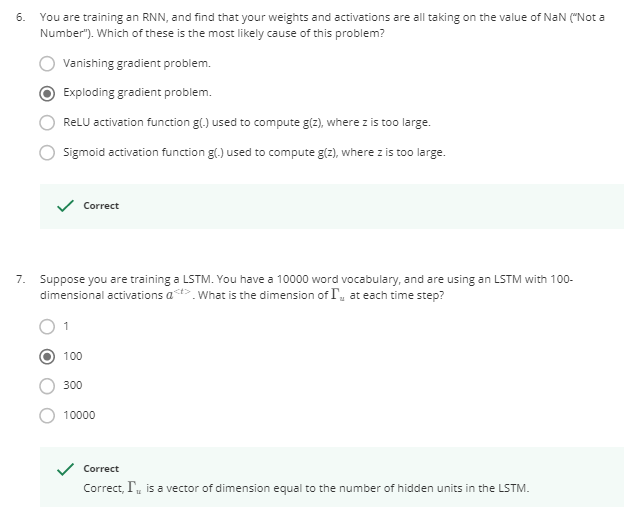 6. You are training an RNN, and find that your weights and activations are all taking on the value of NaN ("Not a
Number"). Which of these is the most likely cause of this problem?
Vanishing gradient problem.
Exploding gradient problem.
ReLU activation function g(.) used to compute g(z), where z is too large.
Sigmoid activation function g(.) used to compute g(z), where z is too large.
Correct
7. Suppose you are training a LSTM. You have a 10000 word vocabulary, and are using an LSTM with 100-
dimensional activations a<t>. What is the dimension of Γu at each time step?
1
100
300
10000
Correct
Correct, Γu is a vector of dimension equal to the number of hidden units in the LSTM.